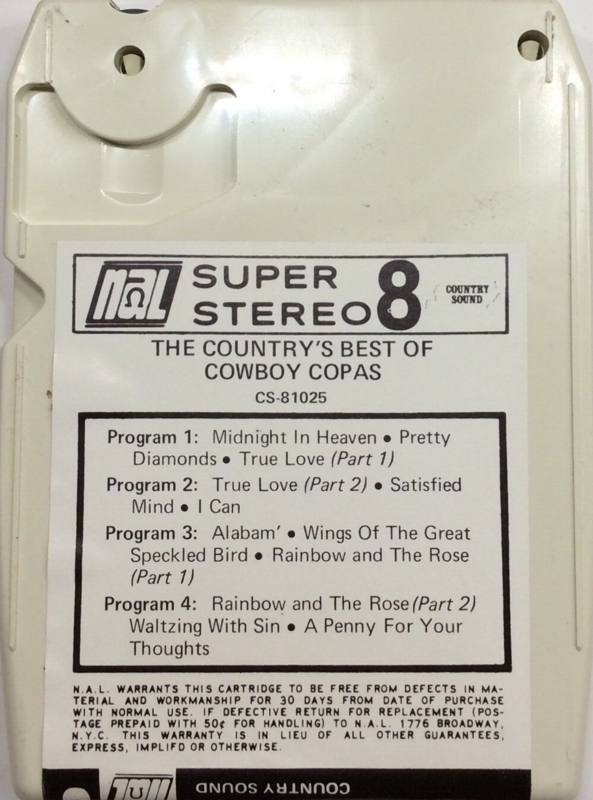 NAL SUPER STEREO 8 COUNTRY SOUND
THE COUNTRY'S BEST OF
COWBOY COPAS
CS-81025
Program 1: Midnight In Heaven • Pretty
Diamonds • True Love (Part 1)
Program 2: True Love (Part 2) • Satisfied
Mind • I Can
Program 3: Alabam' • Wings Of The Great
Speckled Bird • Rainbow and The Rose
(Part 1)
Program 4: Rainbow and The Rose (Part 2)
Waltzing With Sin • A Penny For Your
Thoughts
N.A.L. WARRANTS THIS CARTRIDGE TO BE FREE FROM DEFECTS IN MA-
TERIAL AND WORKMANSHIP FOR 30 DAYS FROM DATE OF PURCHASE
WITH NORMAL USE. IF DEFECTIVE RETURN FOR REPLACEMENT (POS-
TAGE PREPAID WITH 50¢ FOR HANDLING) TO N.A.L. 1776 BROADWAY,
N.Y.C. THIS WARRANTY IS IN LIEU OF ALL OTHER GUARANTEES,
EXPRESS, IMPLIFD OR OTHERWISE.
COUNTRY SOUND NAL